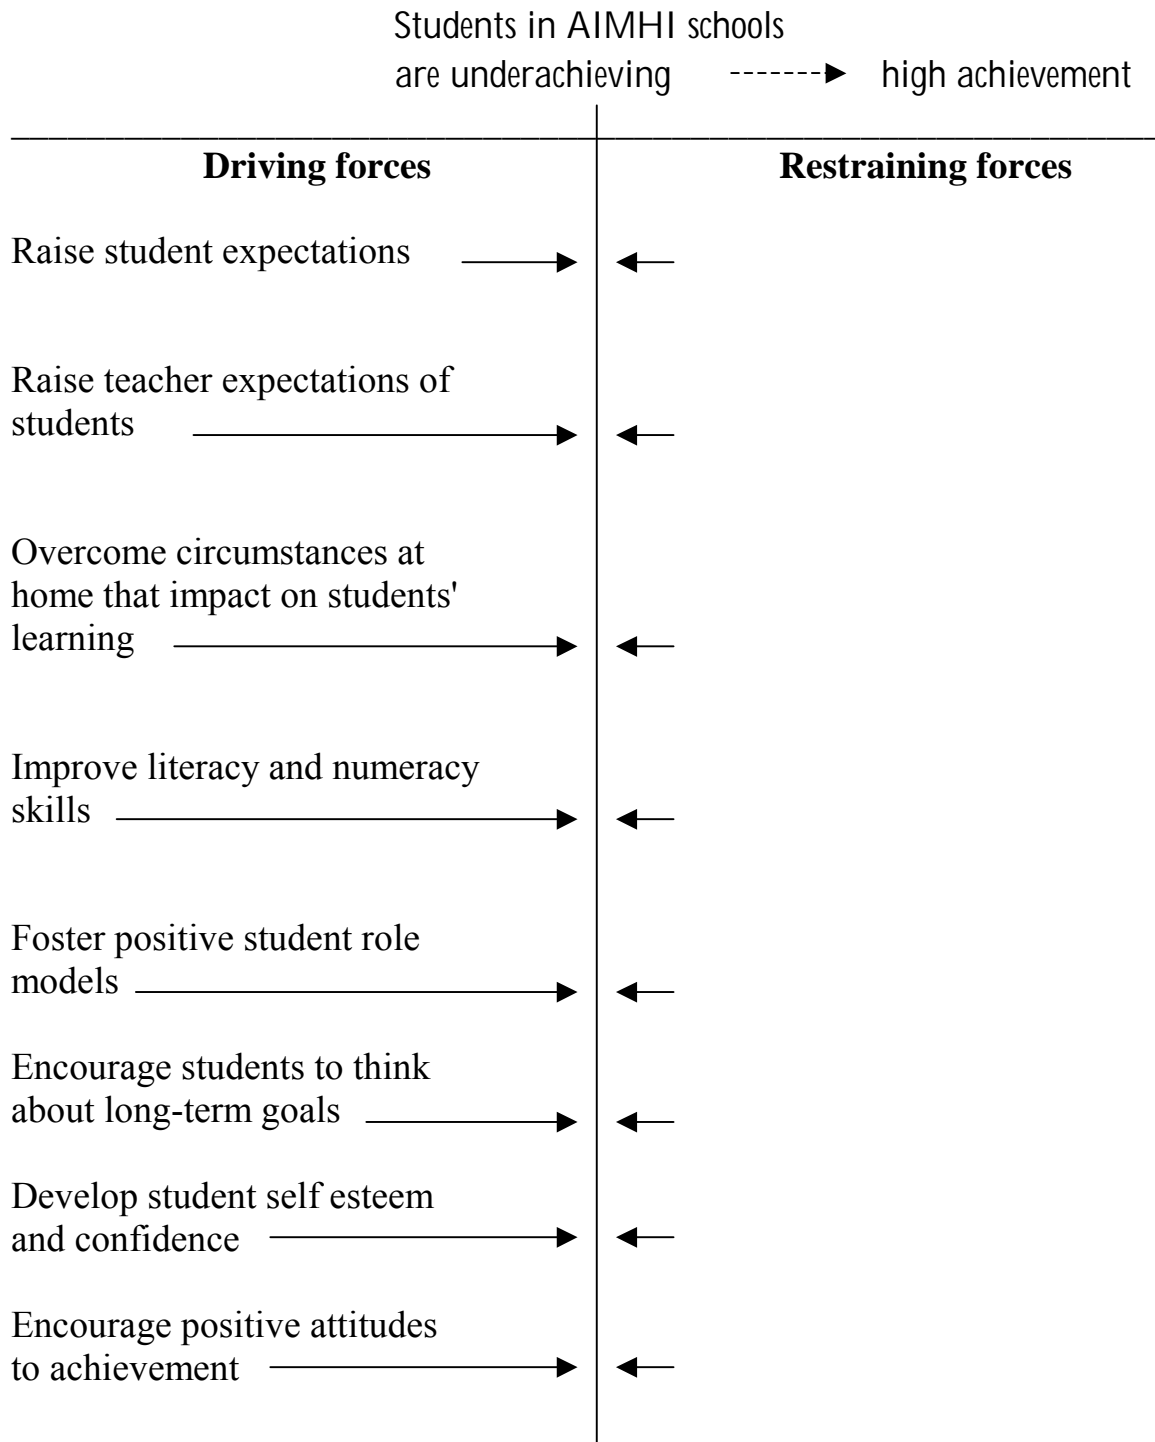 Students in AIMHI schools
are underachieving high achievement
Driving forces Restraining forces
Raise student expectations
Raise teacher expectations of
students
Overcome circumstances at
home that impact on students'
learning
Improve literacy and numeracy
skills
Foster positive student role
models
Encourage students to think
about long-term goals
Develop student self esteem
and confidence
Encourage positive attitudes
to achievement